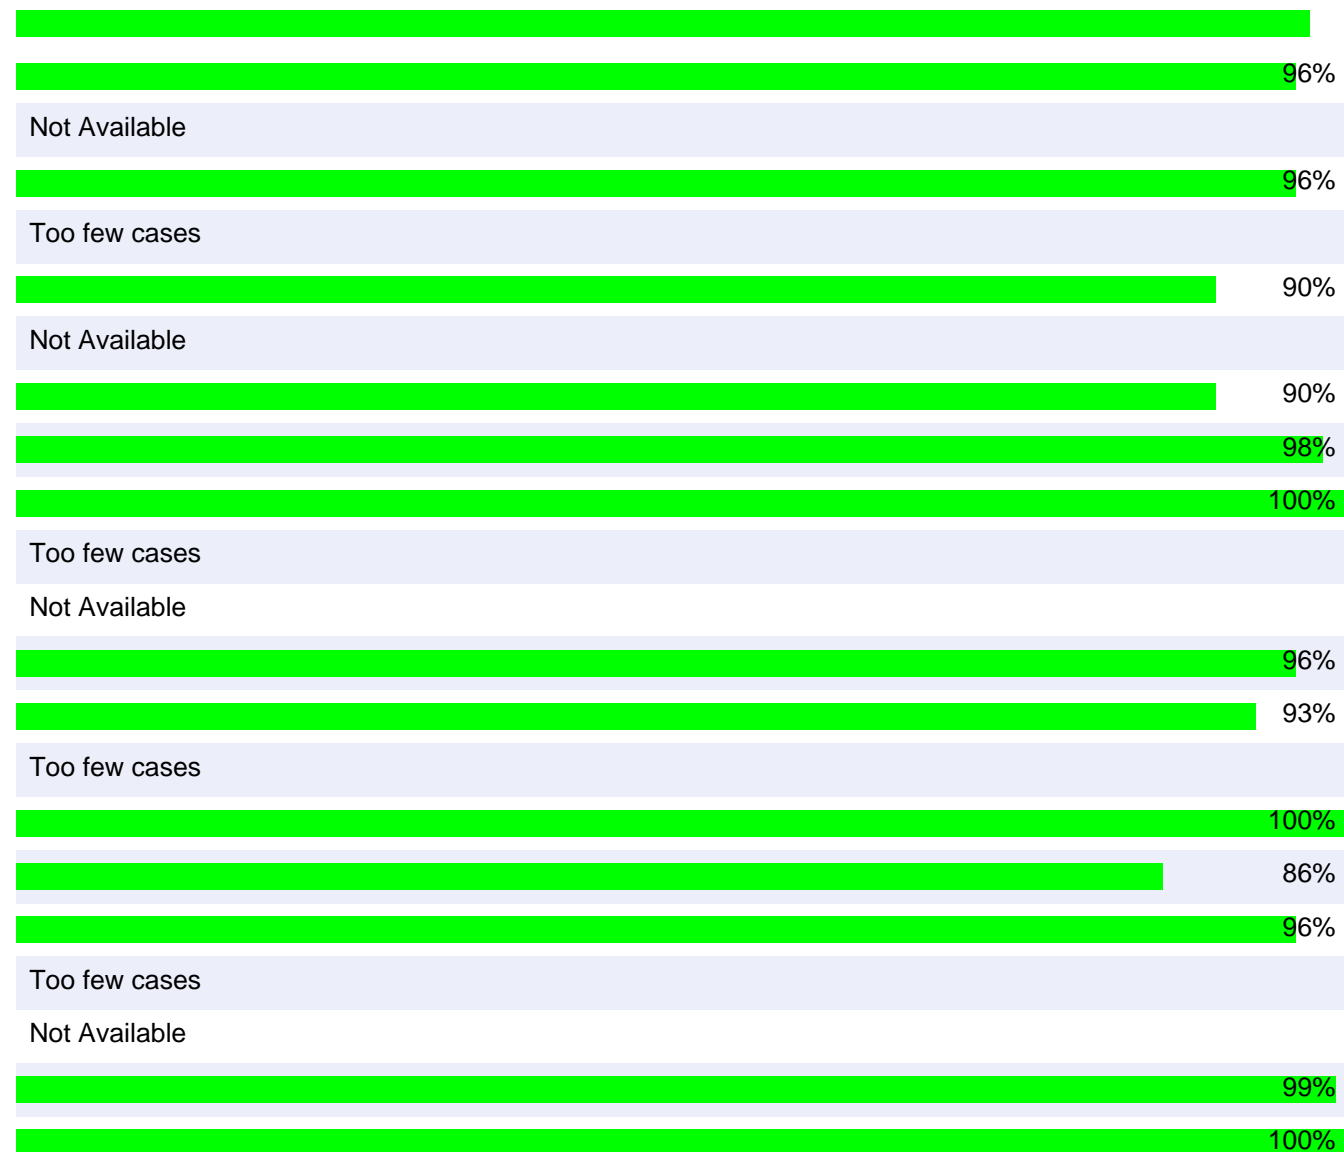 96%
Not Available
96%
Too few cases
90%
Not Available
90%
98%
100%
Too few cases
Not Available
96%
93%
Too few cases
100%
86%
96%
Too few cases
Not Available
99%
100%